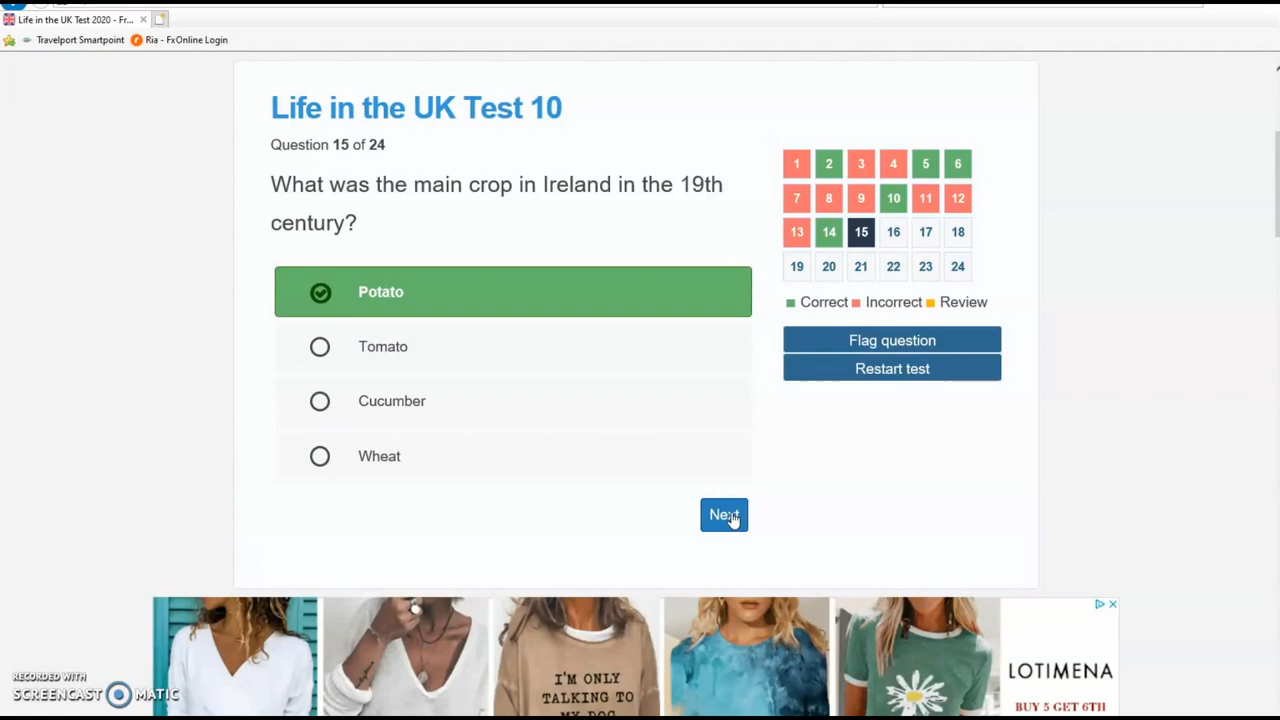 Life in the UK Test 2020 - Fr...
Travelport Smartpoint
Ria - FxOnline Login
Life in the UK Test 10
Question 15 of 24
What was the main crop in Ireland in the 19th
century?
Potato
Tomato
Cucumber
Wheat
Next
1 2 3 4 5 6
7 8 9 10 11 12
13 14 15 16 17 18
19 20 21 22 23 24
Correct Incorrect Review
Flag question
Restart test
I'M ONLY
TALKING TO
MY DOG
LOTIMENA
BUY 5 GET 6TH
RECORDED WITH
SCREENCAST MATIC